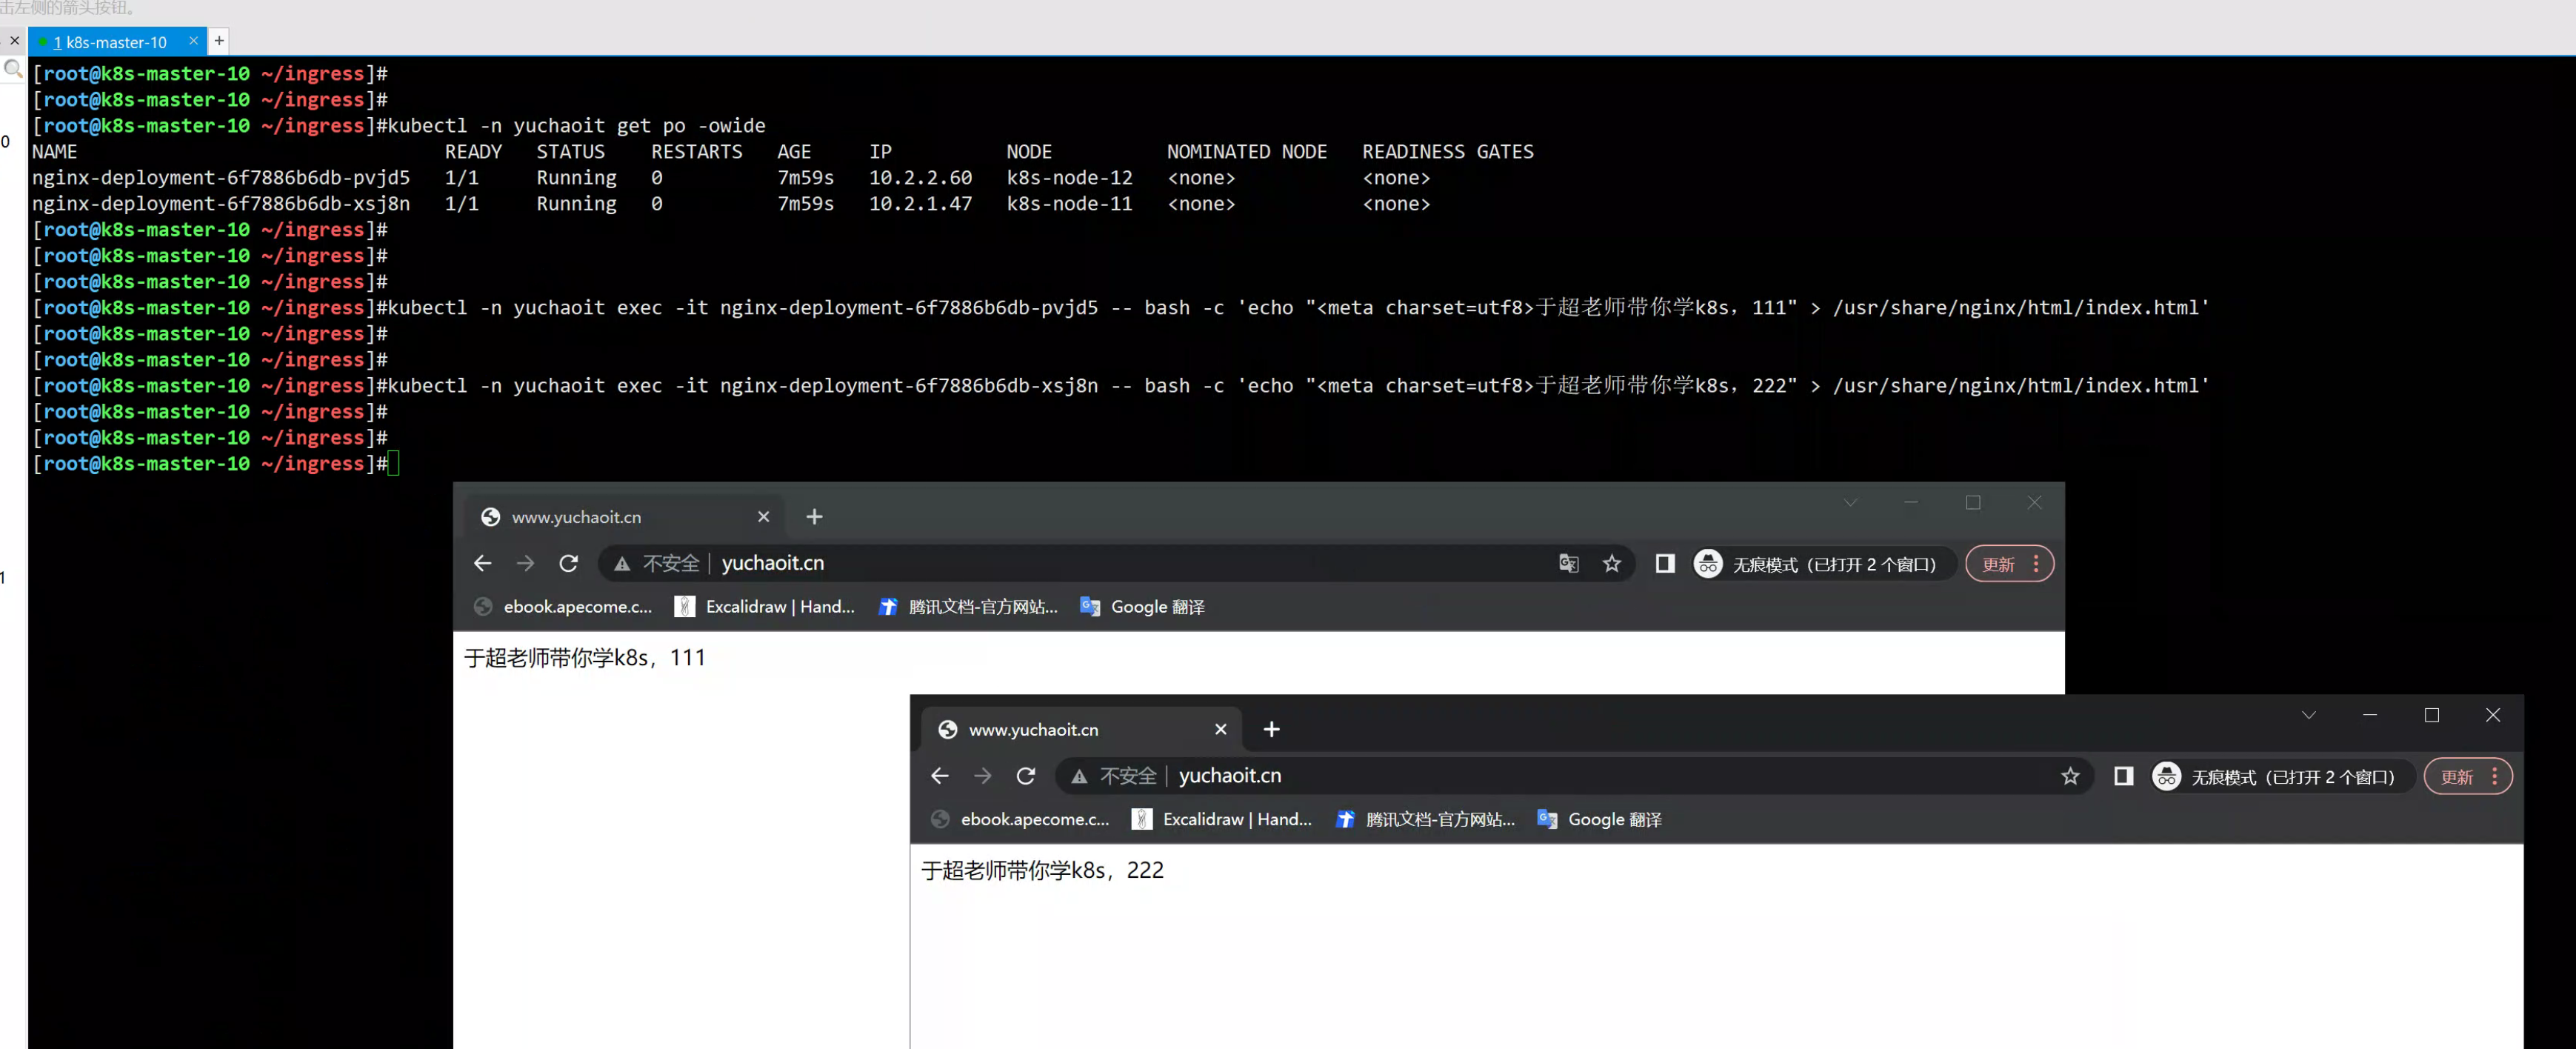 击左侧的箭头按钮。
1 k8s-master-10
[root@k8s-master-10 ~/ingress]#
[root@k8s-master-10 ~/ingress]#
[root@k8s-master-10 ~/ingress]#kubectl -n yuchaoit get po -owide
0
NAME READY STATUS RESTARTS AGE IP NODE NOMINATED NODE READINESS GATES
nginx-deployment-6f7886b6db-pvjd5 1/1 Running 0 7m59s 10.2.2.60 k8s-node-12 <none> <none>
nginx-deployment-6f7886b6db-xsj8n 1/1 Running 0 7m59s 10.2.1.47 k8s-node-11 <none> <none>
[root@k8s-master-10 ~/ingress]#
[root@k8s-master-10 ~/ingress]#
[root@k8s-master-10 ~/ingress]#
[root@k8s-master-10 ~/ingress]#kubectl -n yuchaoit exec -it nginx-deployment-6f7886b6db-pvjd5 -- bash -c 'echo "<meta charset=utf8>于超老师带你学k8s，111" > /usr/share/nginx/html/index.html'
[root@k8s-master-10 ~/ingress]#
[root@k8s-master-10 ~/ingress]#
[root@k8s-master-10 ~/ingress]#kubectl -n yuchaoit exec -it nginx-deployment-6f7886b6db-xsj8n -- bash -c 'echo "<meta charset=utf8>于超老师带你学k8s，222" > /usr/share/nginx/html/index.html'
[root@k8s-master-10 ~/ingress]#
[root@k8s-master-10 ~/ingress]#
[root@k8s-master-10 ~/ingress]#
www.yuchaoit.cn
不安全 | yuchaoit.cn 无痕模式（已打开 2 个窗口） 更新
1
ebook.apecome.c... Excalidraw | Hand... 腾讯文档-官方网站... Google 翻译
于超老师带你学k8s，111
www.yuchaoit.cn
不安全 | yuchaoit.cn 无痕模式（已打开 2 个窗口） 更新
ebook.apecome.c... Excalidraw | Hand... 腾讯文档-官方网站... Google 翻译
于超老师带你学k8s，222